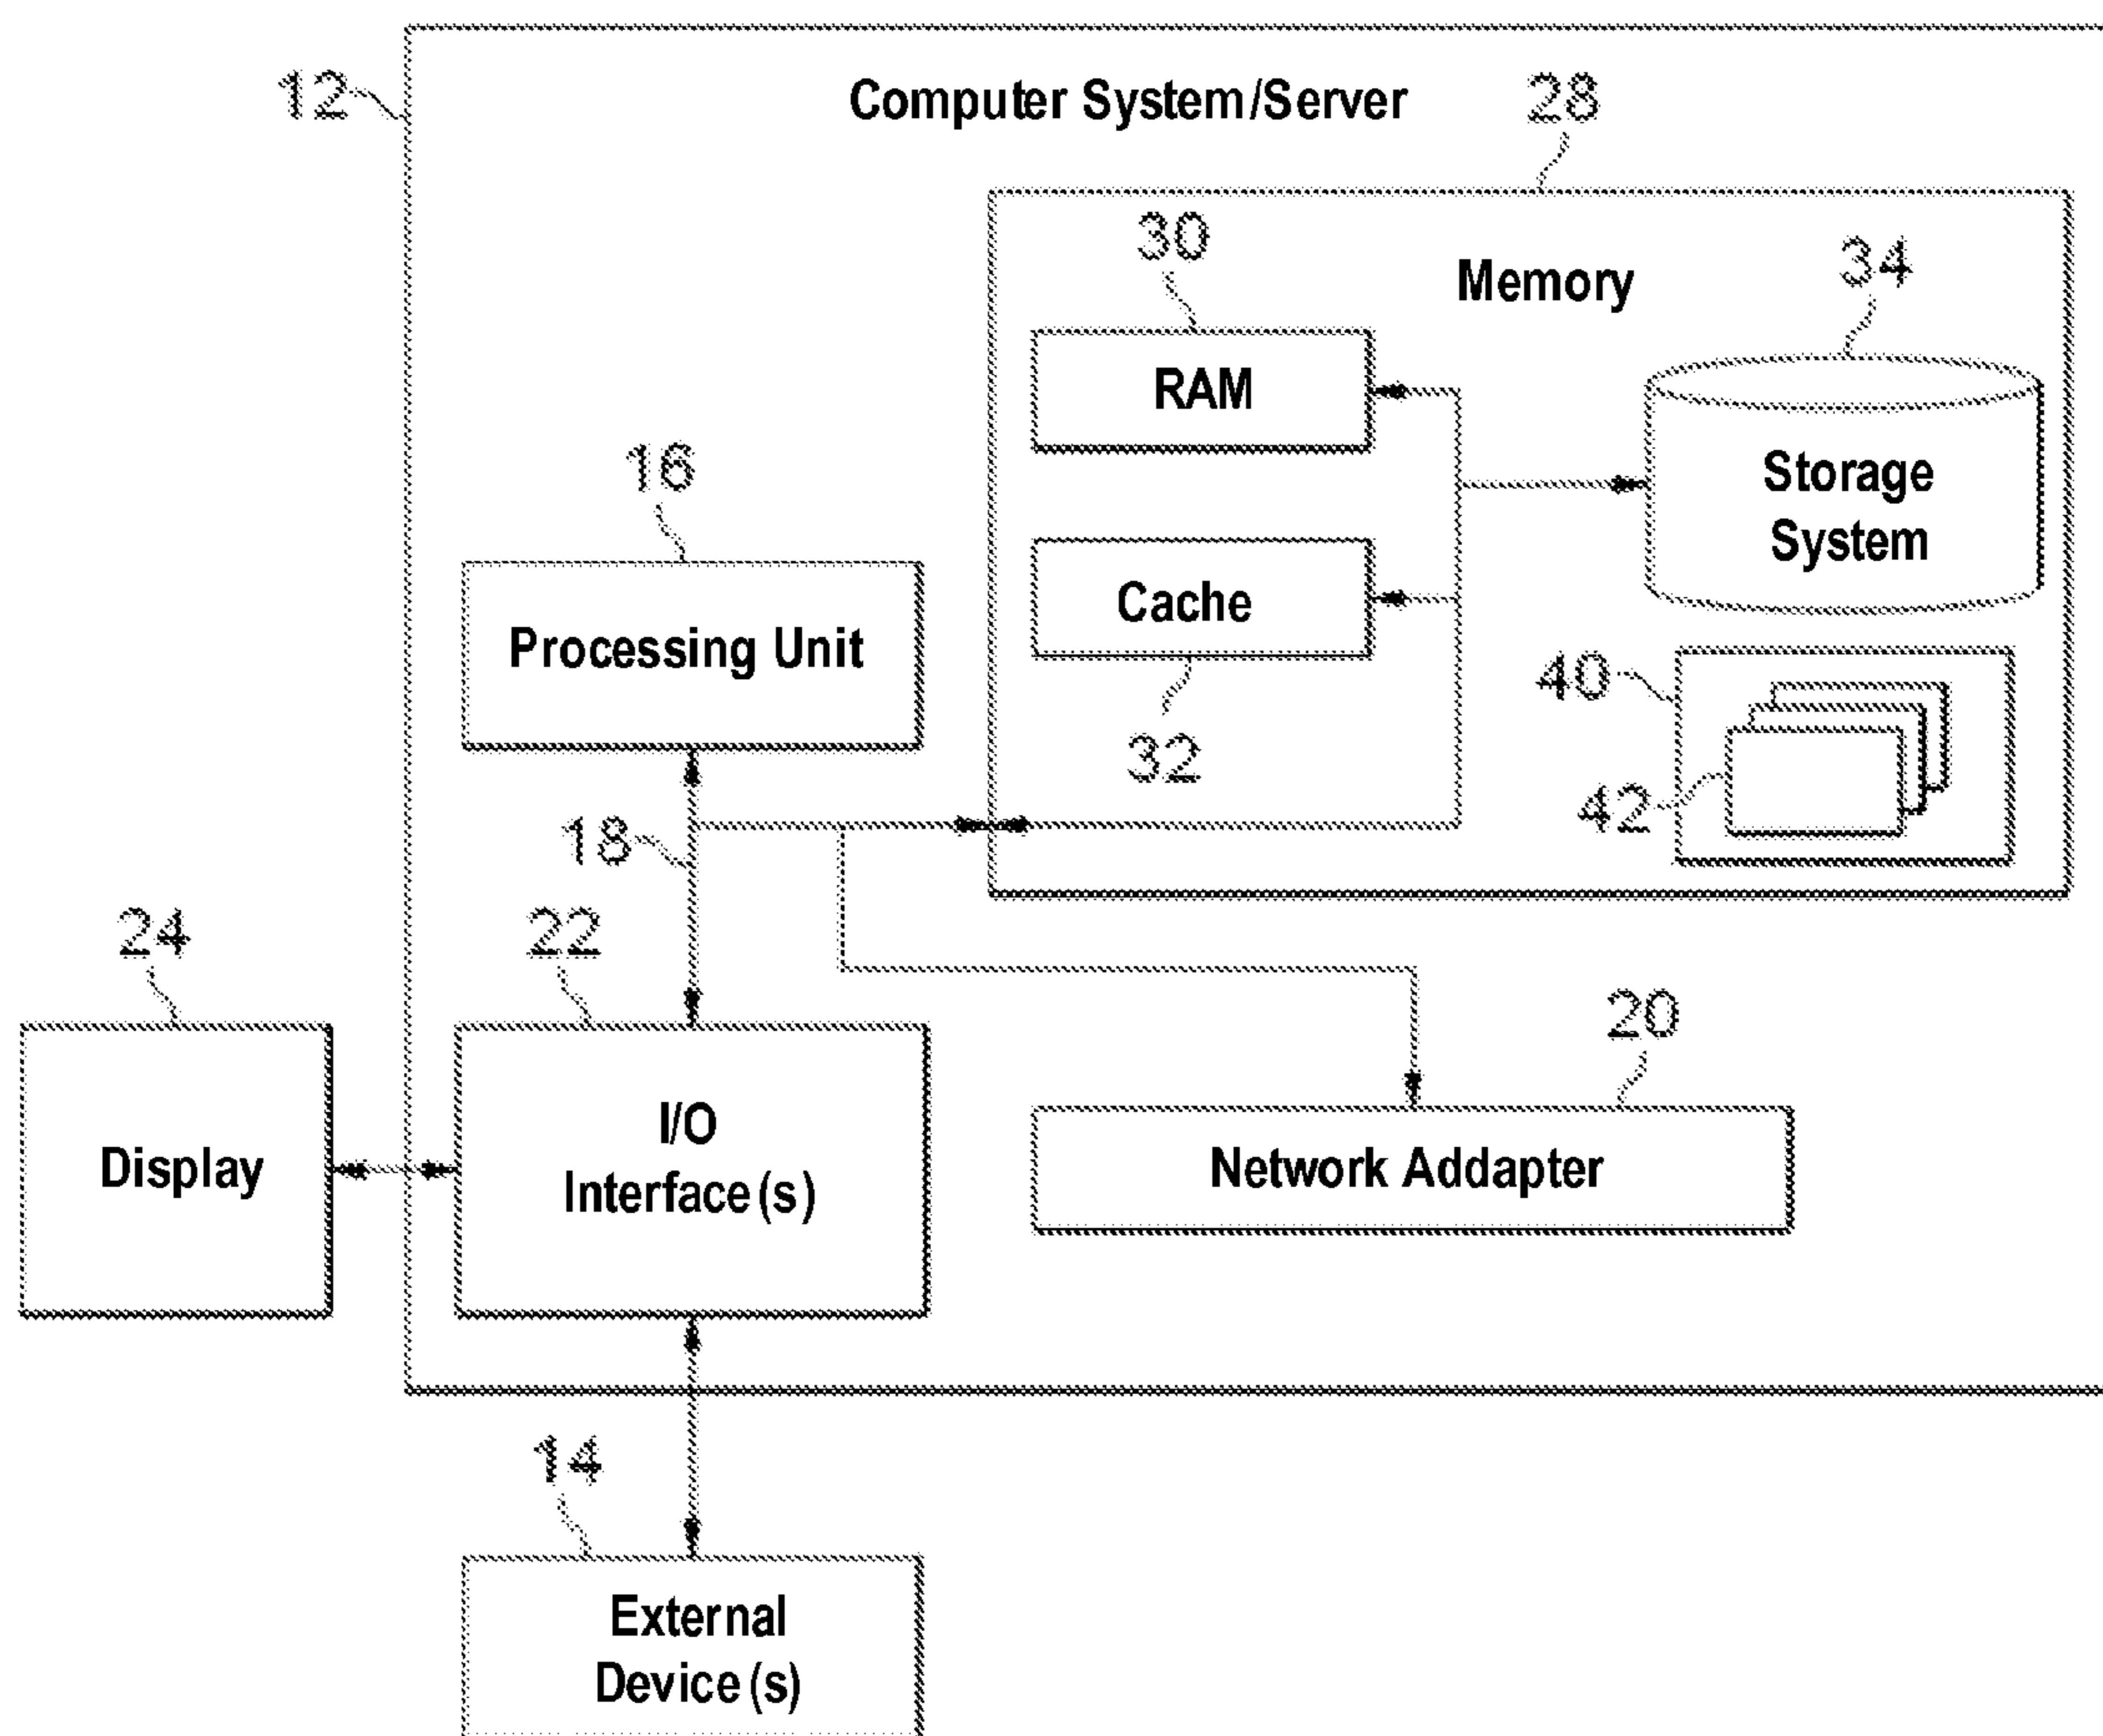 12
Computer System/Server
28
30
Memory
34
RAM
16
Storage
System
Processing Unit
Cache
40
32
42
18
24
22
20
Display
I/O
Interface(s)
Network Addapter
14
External
Device(s)